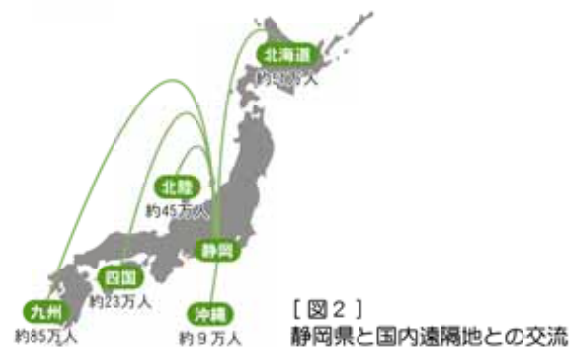 北海道
北陸
約45万人
静岡
四国
約23万人
九州
約85万人
沖縄
約9万人
[図2]
静岡県と国内遠隔地との交流